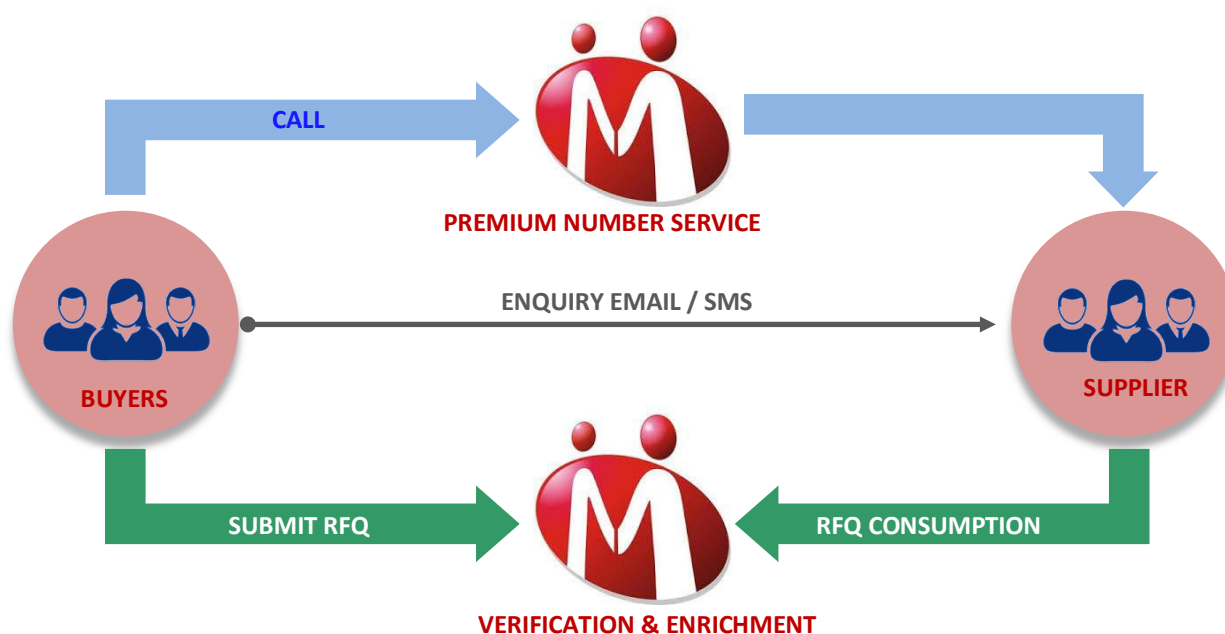 CALL
PREMIUM NUMBER SERVICE
ENQUIRY EMAIL / SMS
BUYERS
SUPPLIER
SUBMIT RFQ
RFQ CONSUMPTION
VERIFICATION & ENRICHMENT